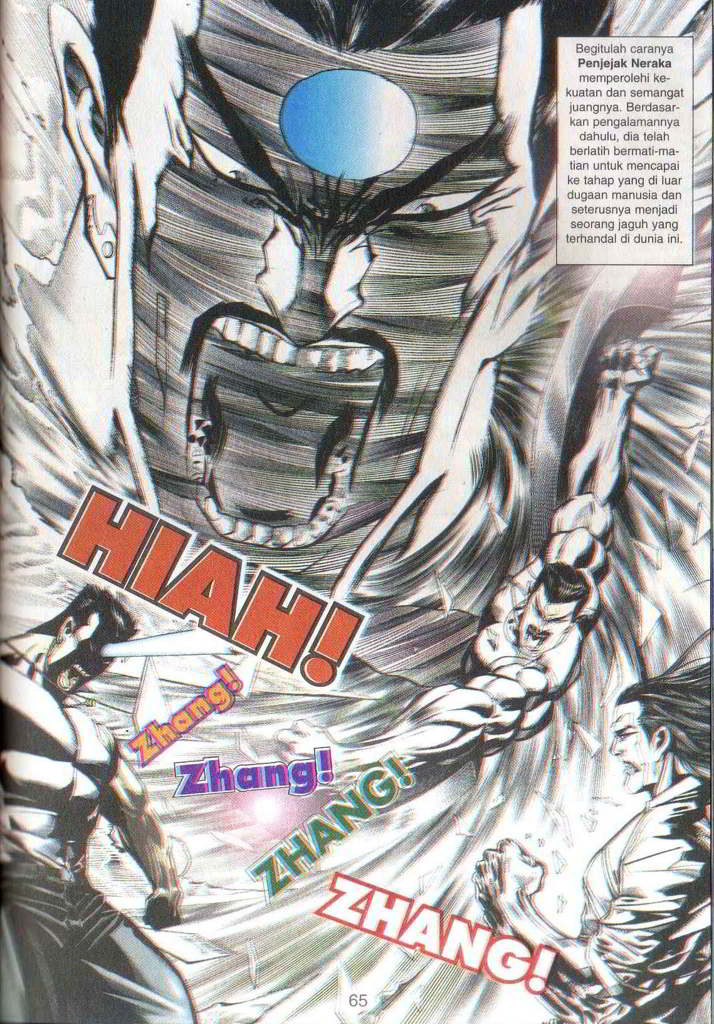 Begitulah caranya
Penjejak Neraka
memperolehi ke-
kuatan dan semangat
juangnya. Berdasar-
kan pengalamannya
dahulu, dia telah
berlatih bermati-ma-
tian untuk mencapai
ke tahap yang di luar
dugaan manusia dan
seterusnya menjadi
seorang jaguh yang
terhandal di dunia ini.
HIAH!
Zhang!
Zhang!
ZHANG!
ZHANG!
65